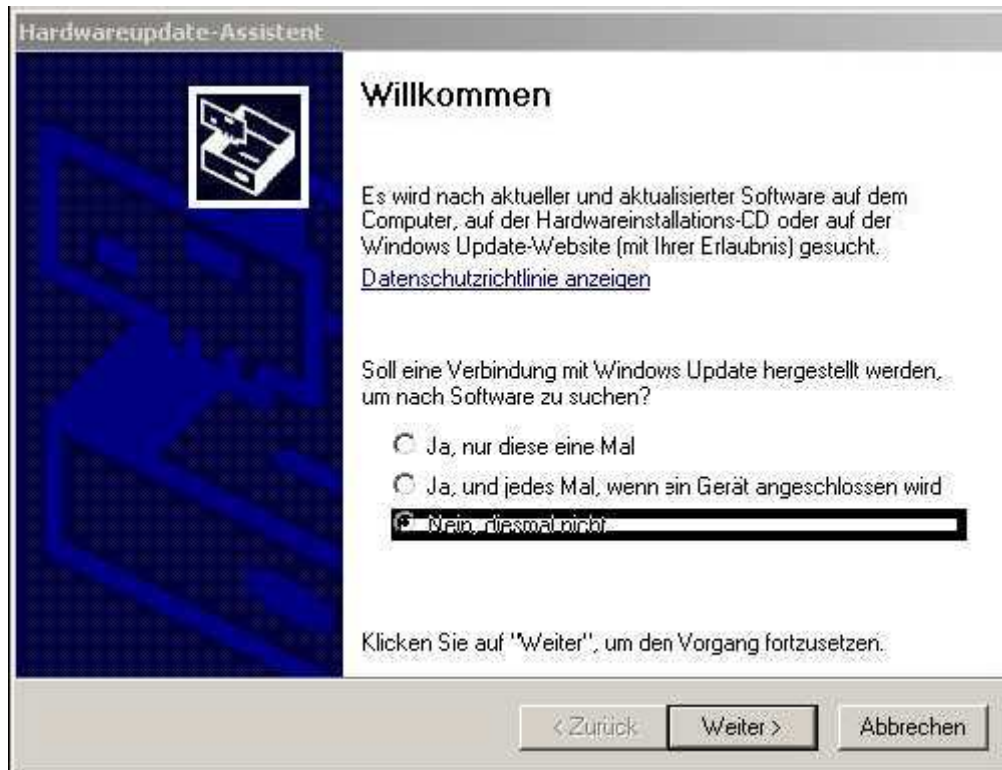 Hardwareupdate-Assistent
Willkommen
Es wird nach aktueller und aktualisierter Software auf dem
Computer, auf der Hardwareinstallations-CD oder auf der
Windows Update-Website (mit Ihrer Erlaubnis) gesucht.
Datenschutzrichtlinie anzeigen
Soll eine Verbindung mit Windows Update hergestellt werden,
um nach Software zu suchen?
Ja, nur diese eine Mal
Ja, und jedes Mal, wenn ein Gerät angeschlossen wird
Nein, diesmal nicht
Klicken Sie auf "Weiter", um den Vorgang fortzusetzen.
< Zurück Weiter > Abbrechen